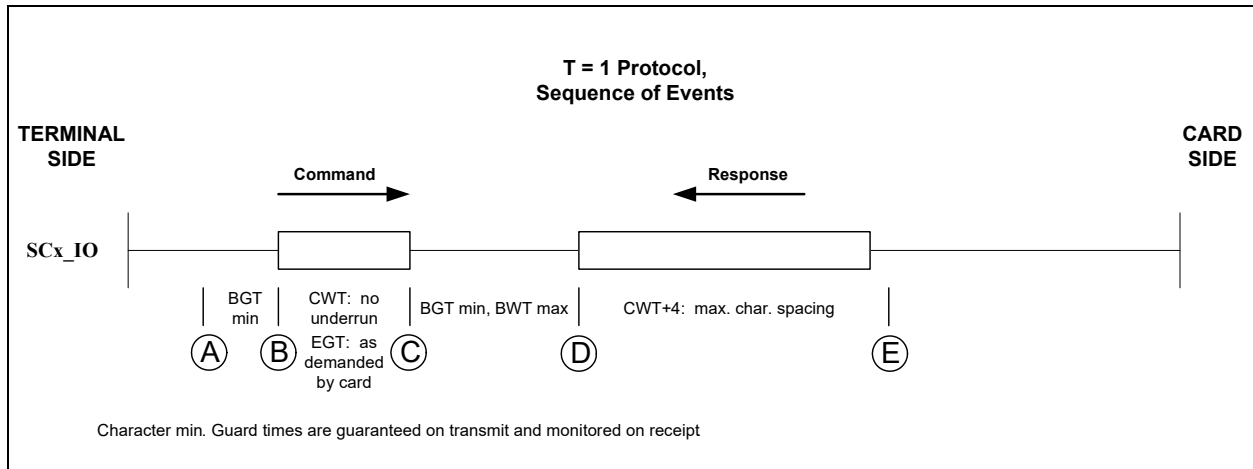 T = 1 Protocol,
Sequence of Events
TERMINAL
SIDE
CARD
SIDE
Command
Response
SCx_IO
BGT
min
CWT: no
underrun
EGT: as
demanded
by card
BGT min, BWT max
CWT+4: max. char. spacing
A
B
C
D
E
Character min. Guard times are guaranteed on transmit and monitored on receipt